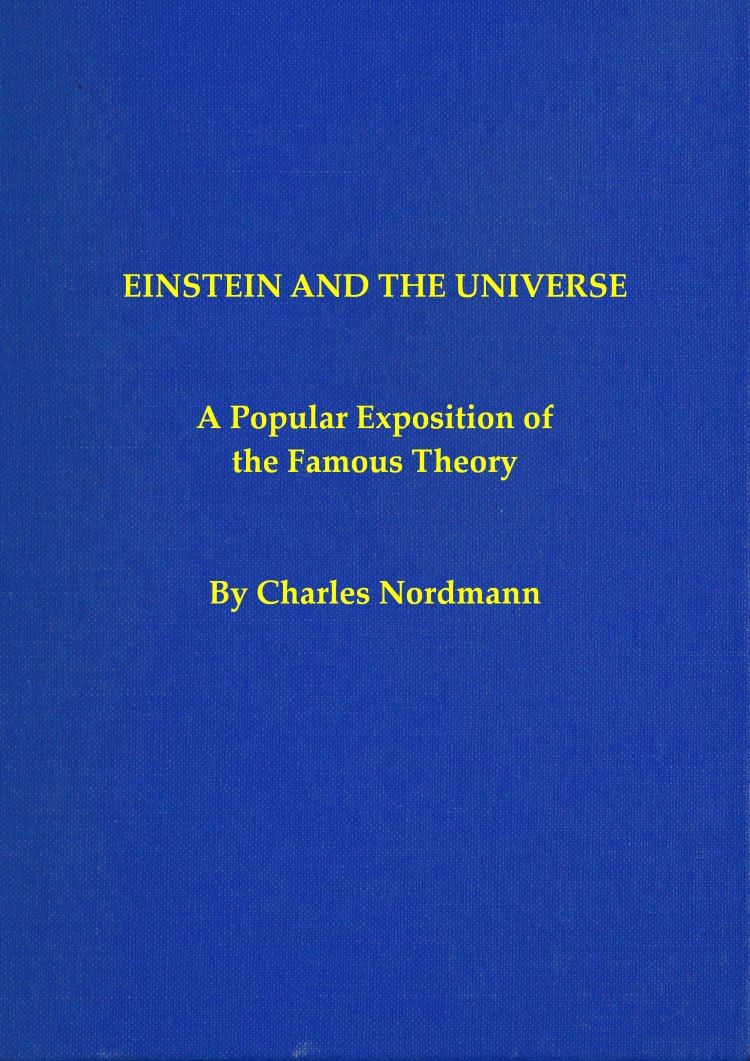 EINSTEIN AND THE UNIVERSE
A Popular Exposition of
the Famous Theory
By Charles Nordmann